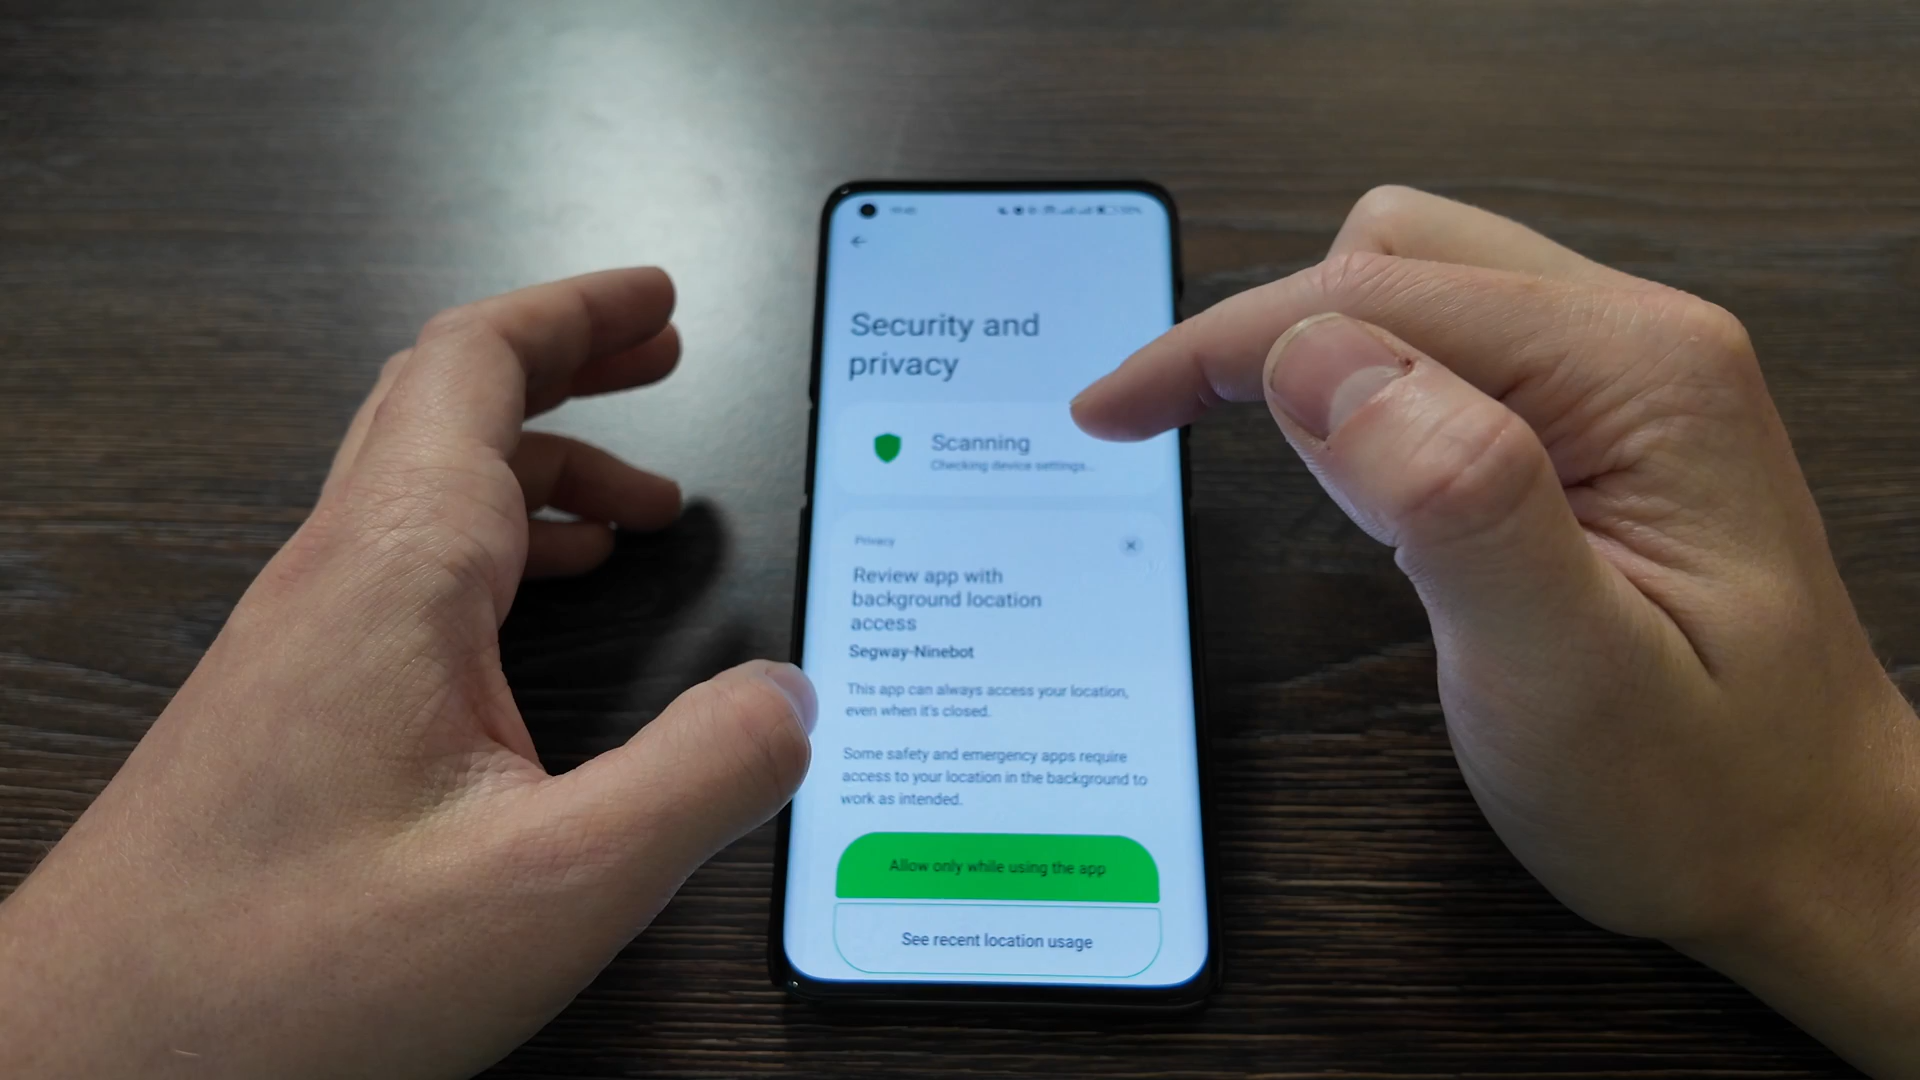 Security and
privacy
Scanning
Checking device settings...
Privacy
Review app with
background location
access
Segway-Ninebot
This app can always access your location,
even when it's closed.
Some safety and emergency apps require
access to your location in the background to
work as intended.
Allow only while using the app
See recent location usage